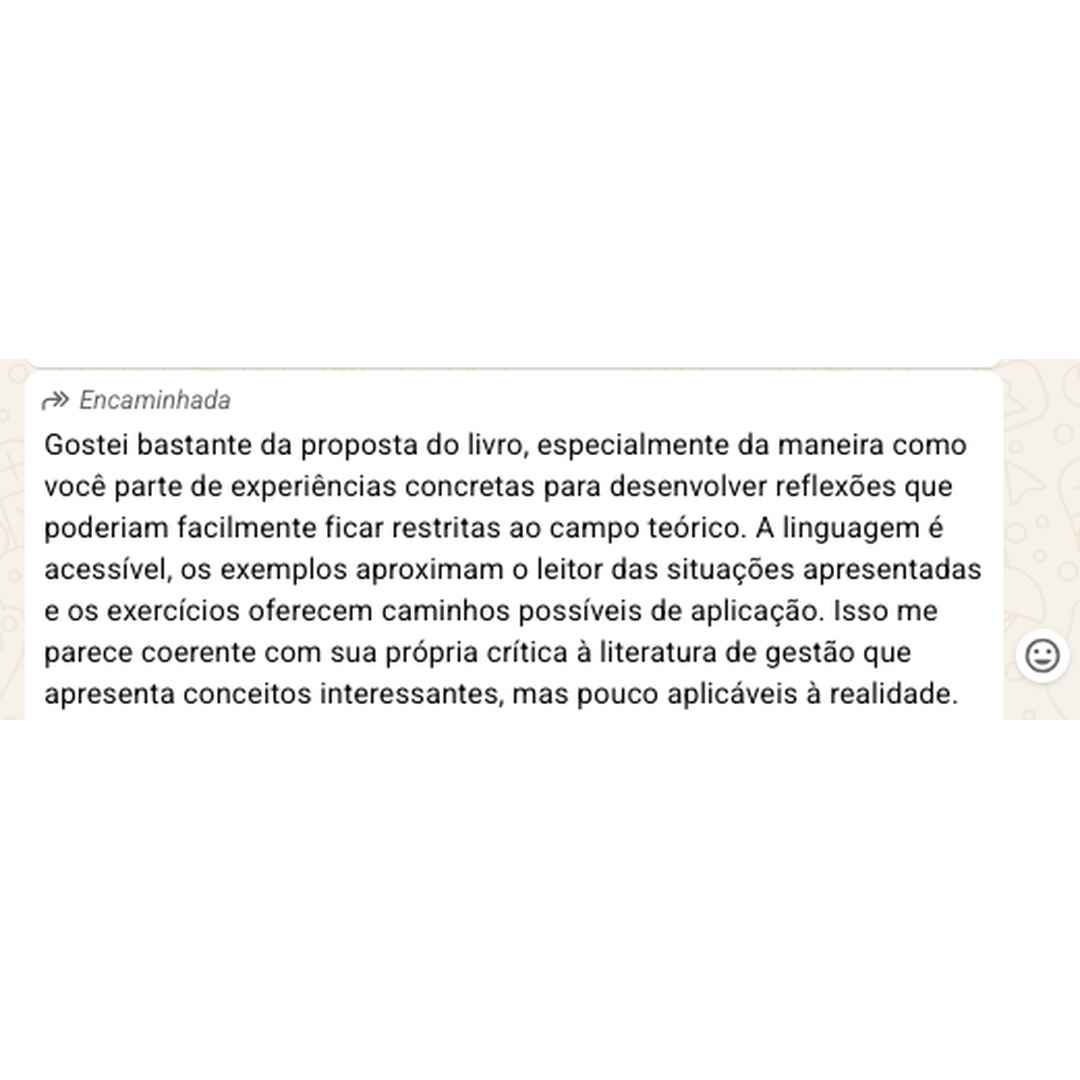 Encaminhada
Gostei bastante da proposta do livro, especialmente da maneira como
você parte de experiências concretas para desenvolver reflexões que
poderiam facilmente ficar restritas ao campo teórico. A linguagem é
acessível, os exemplos aproximam o leitor das situações apresentadas
e os exercícios oferecem caminhos possíveis de aplicação. Isso me
parece coerente com sua própria crítica à literatura de gestão que
apresenta conceitos interessantes, mas pouco aplicáveis à realidade.